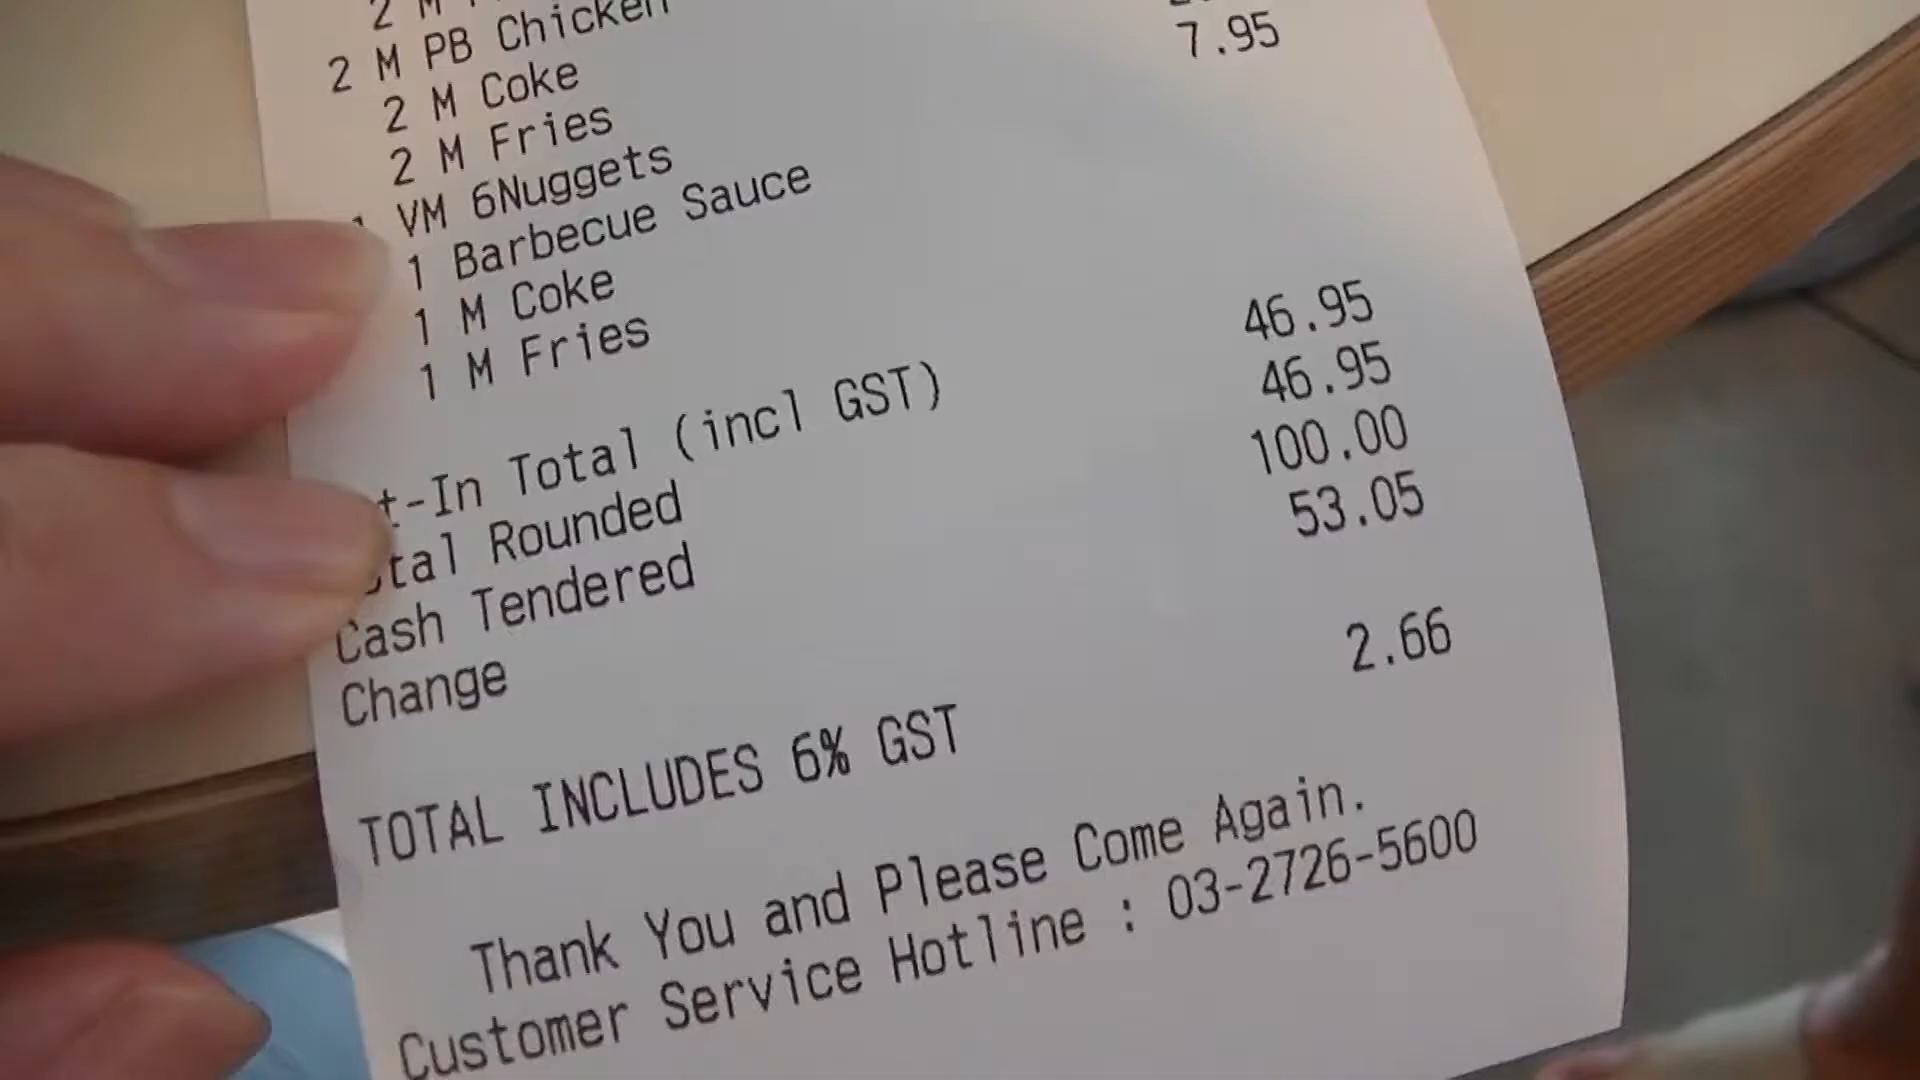 2 M
2 M PB Chicken
2 M Coke
2 M Fries
VM 6Nuggets 7.95
1 Barbecue Sauce
1 M Coke
1 M Fries
t-In Total (incl GST) 46.95
tal Rounded 46.95
Cash Tendered 100.00
Change 53.05
TOTAL INCLUDES 6% GST 2.66
Thank You and Please Come Again.
Customer Service Hotline : 03-2726-5600